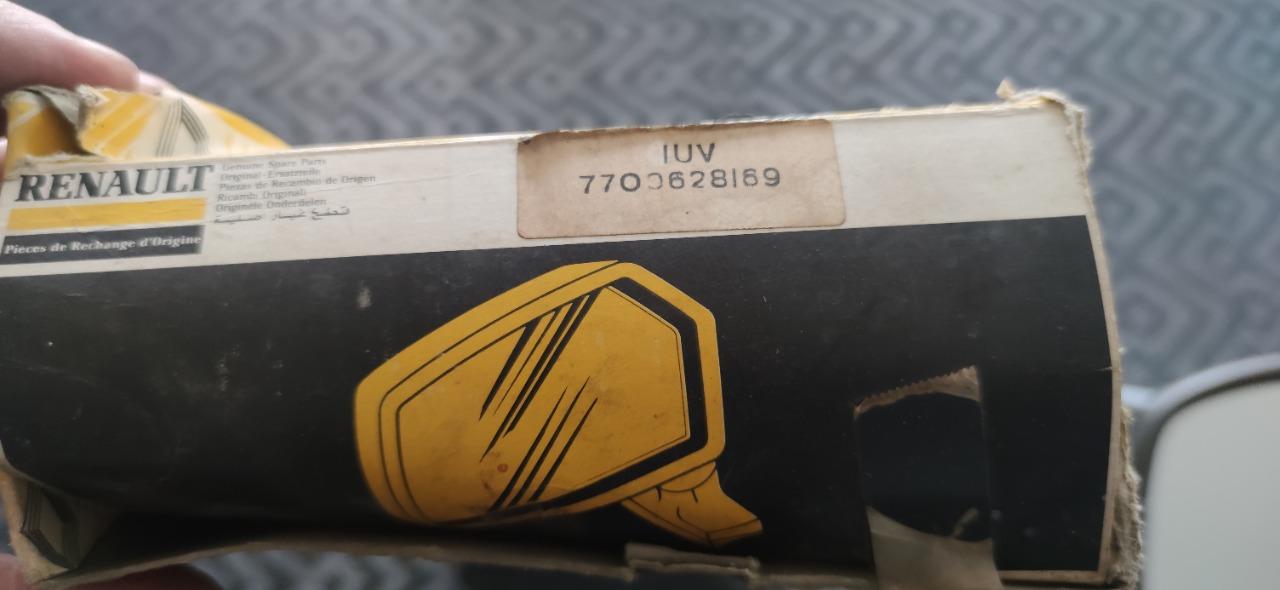 RENAULT
Genuine Spare Parts
Original-Ersatzteile
Piezas de Recambio de Origen
Ricambi Originali
Originele Onderdelen
قطع غيار أصلية
Pièces de Rechange d'Origine
IUV
7700628169